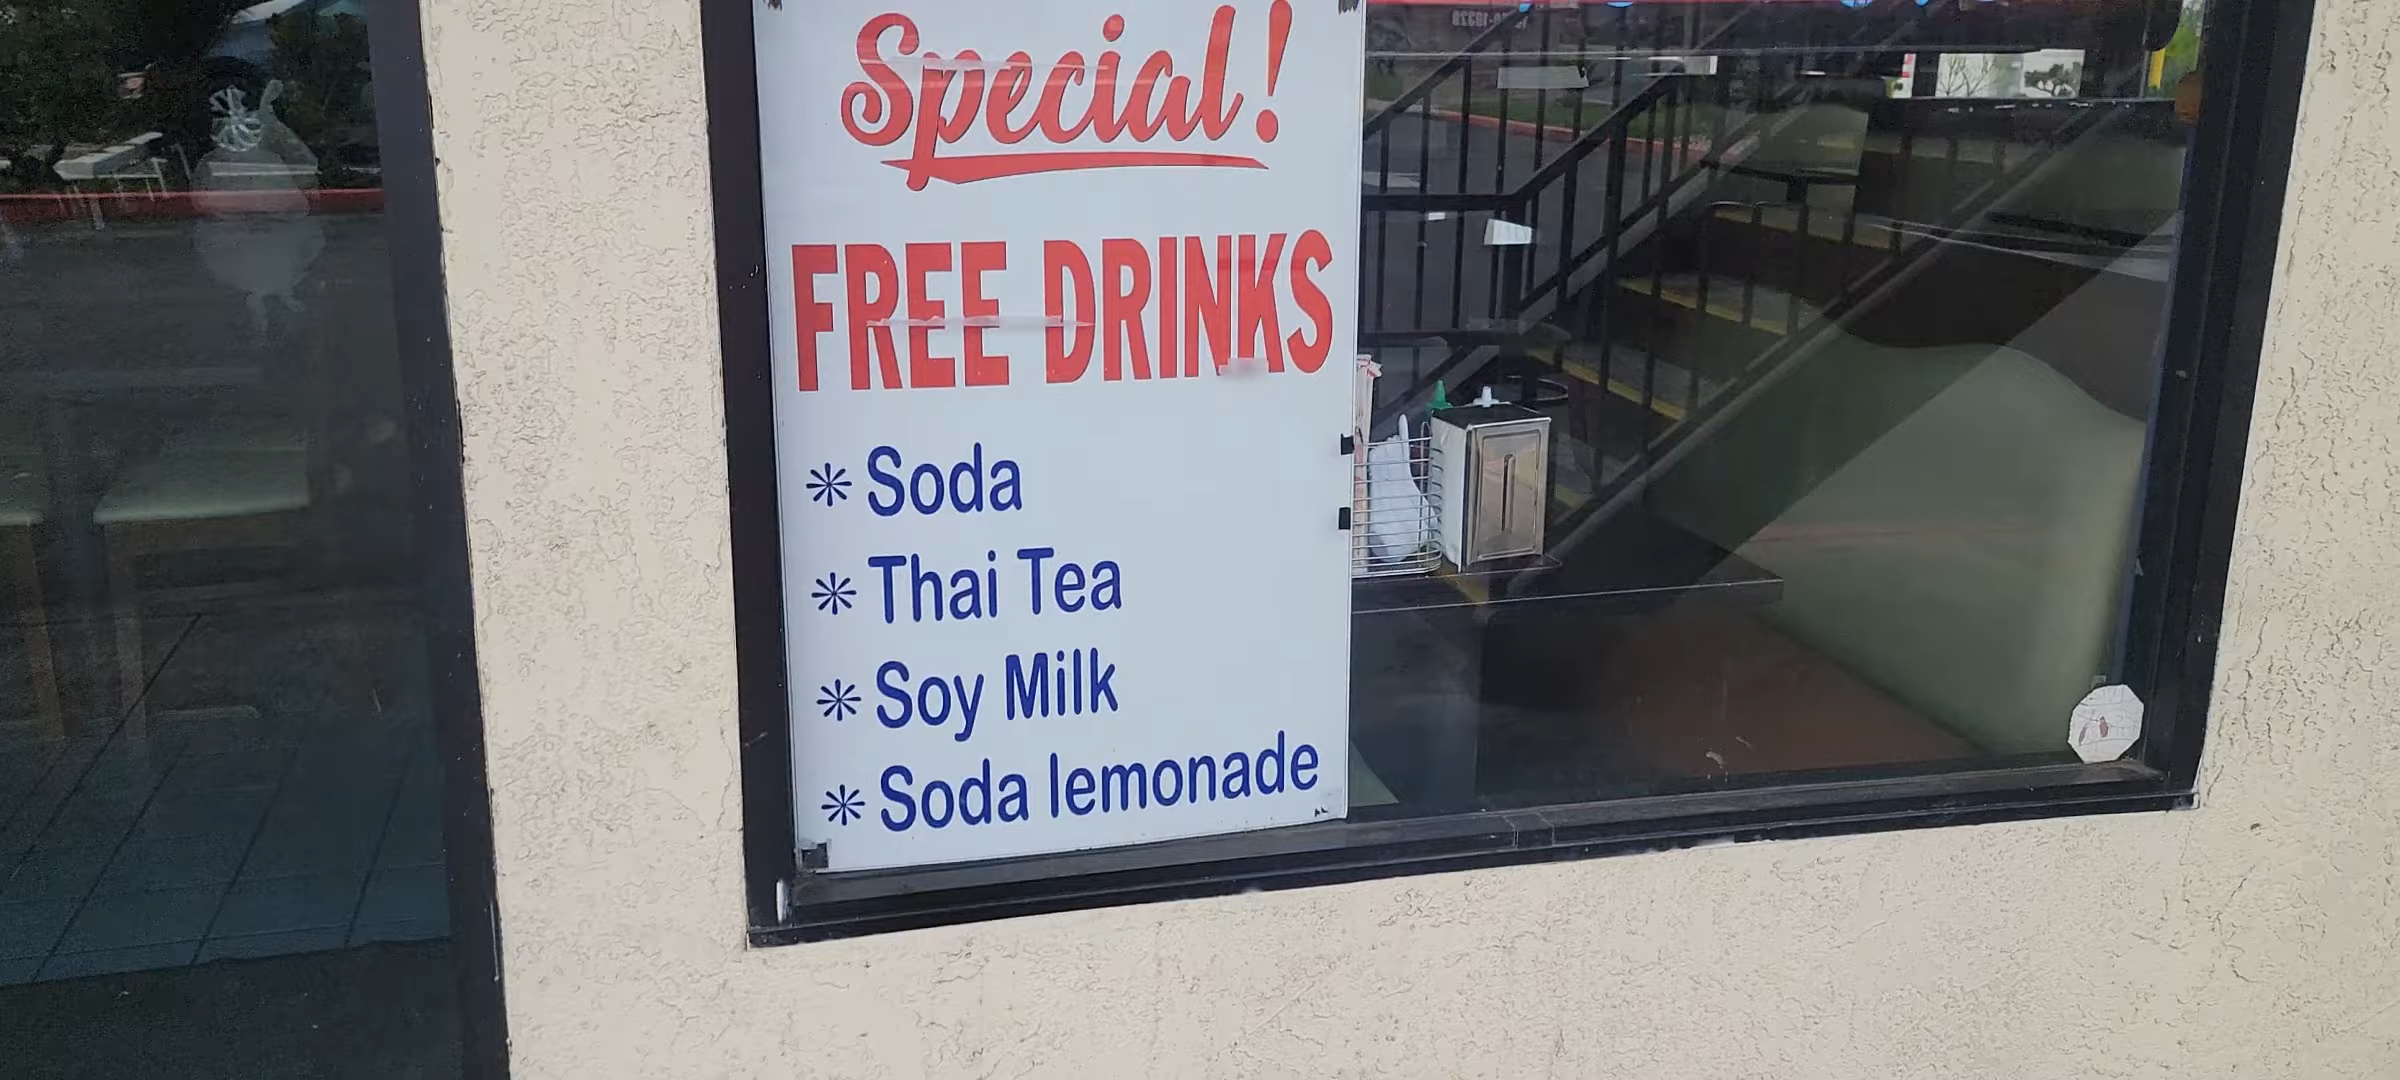 Special!
FREE DRINKS
* Soda
* Thai Tea
* Soy Milk
* Soda lemonade